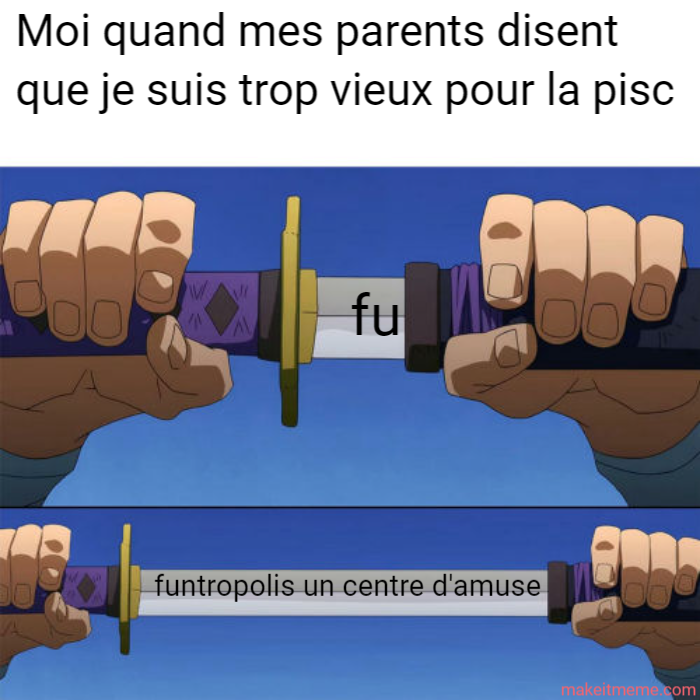 Moi quand mes parents disent
que je suis trop vieux pour la pisc
fu
funtropolis un centre d'amuse
makeitmeme.com